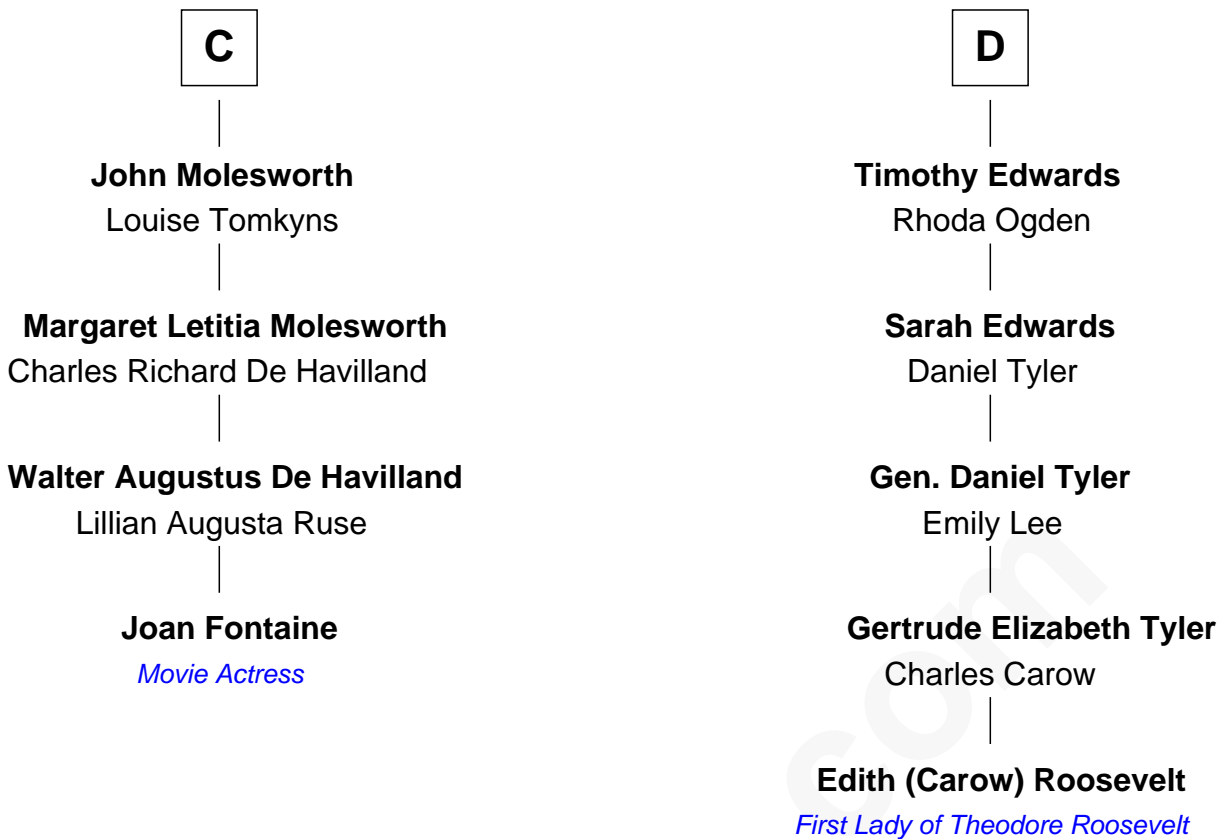 C
John Molesworth
Louise Tomkyns
Margaret Letitia Molesworth
Charles Richard De Havilland
Walter Augustus De Havilland
Lillian Augusta Ruse
Joan Fontaine
Movie Actress
D
Timothy Edwards
Rhoda Ogden
Sarah Edwards
Daniel Tyler
Gen. Daniel Tyler
Emily Lee
Gertrude Elizabeth Tyler
Charles Carow
Edith (Carow) Roosevelt
First Lady of Theodore Roosevelt
com